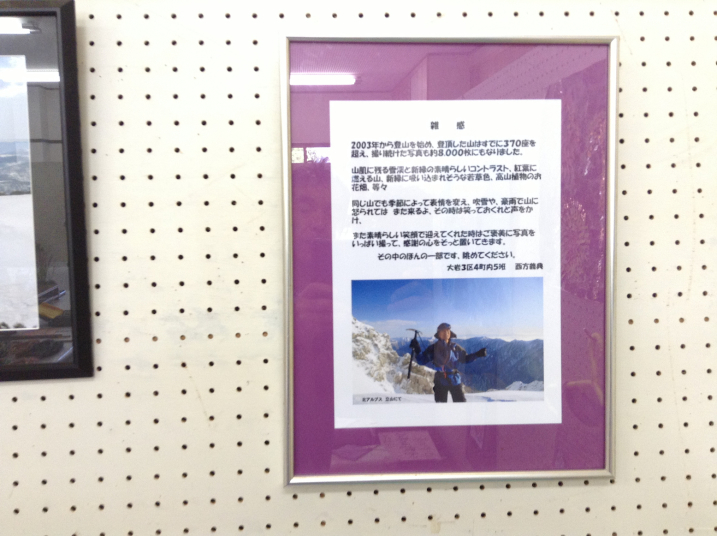 雑 感
2003年から登山を始め、登頂した山はすでに370座を
超え、撮り続けた写真も約8,000枚にもなりました。
山肌に残る雪渓と新緑の素晴らしいコントラスト、紅葉に
燃える山、新緑に吸い込まれそうな若草色、高山植物のお
花畑、等々
同じ山でも季節によって表情を変え、吹雪や、豪雨で山に
怒られては また来るよ、その時は笑っておくれと声をか
け、
また素晴らしい笑顔で迎えてくれた時はご褒美に写真を
いっぱい撮って、感謝の心をそっと置いてきます。
その中のほんの一部です、眺めてください。
大岩3区4町内5班 西方義典